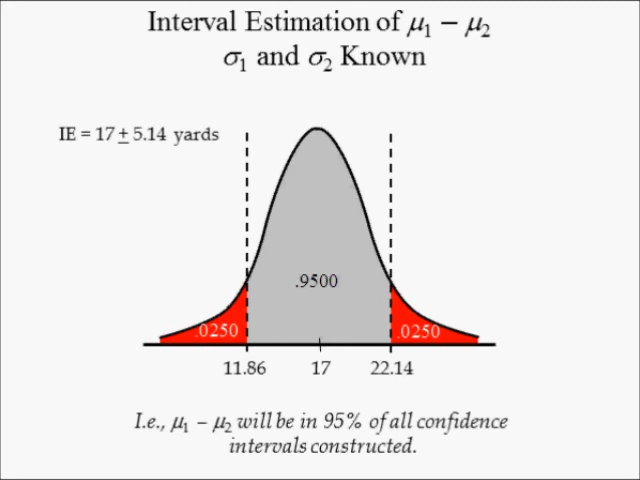 Interval Estimation of μ₁ – μ₂
σ₁ and σ₂ Known
IE = 17 ± 5.14 yards
.9500
.0250
.0250
11.86 17 22.14
I.e., μ₁ – μ₂ will be in 95% of all confidence
intervals constructed.